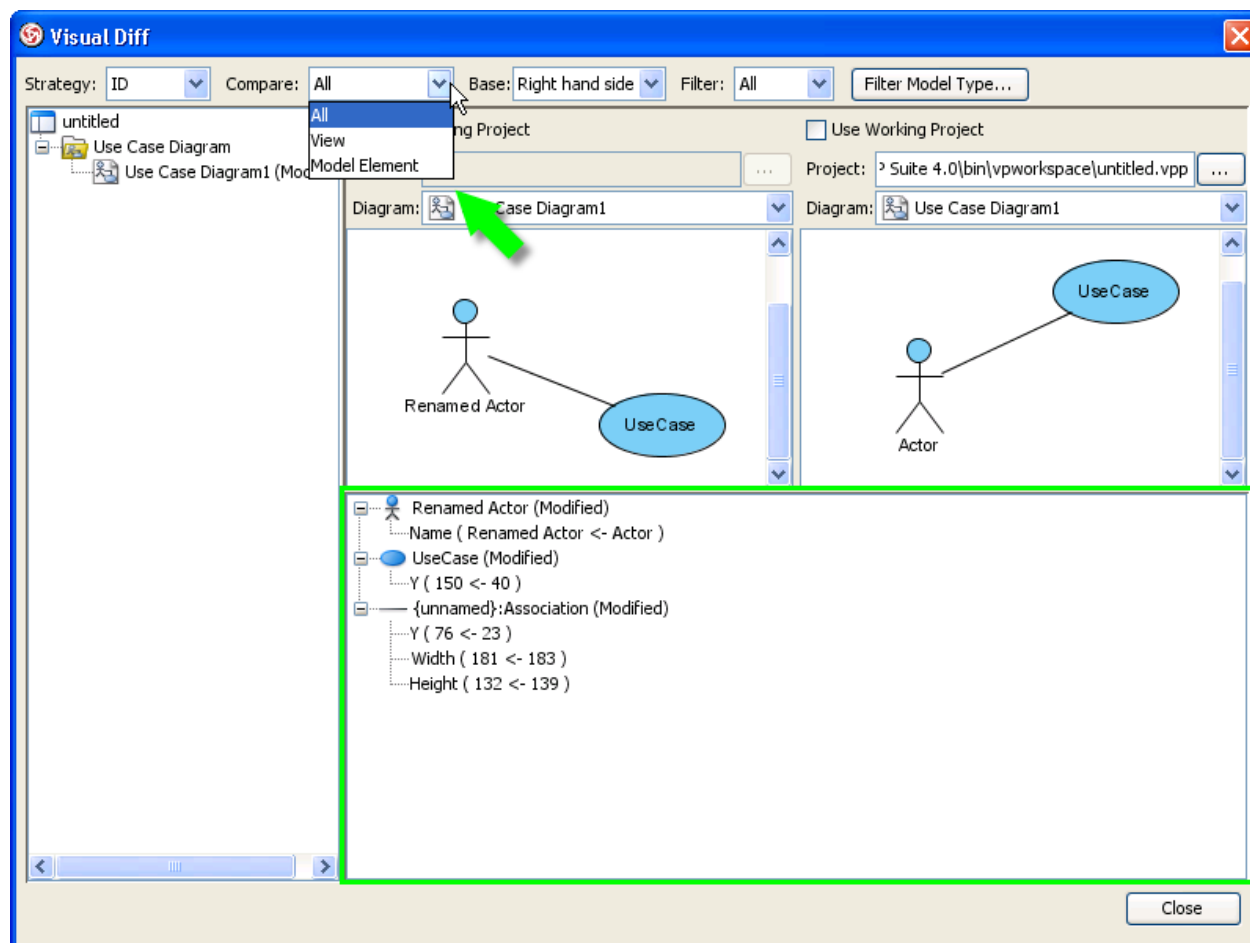 Visual Diff
Strategy: ID Compare: All Base: Right hand side Filter: All Filter Model Type...
All
View
Model Element
untitled
Use Case Diagram
Use Case Diagram1 (Mod
ng Project
...
Diagram: Case Diagram1
Use Working Project
Project: Suite 4.0\bin\vpworkspace\untitled.vpp ...
Diagram: Use Case Diagram1
Renamed Actor
UseCase
UseCase
Actor
Renamed Actor (Modified)
Name ( Renamed Actor <- Actor )
UseCase (Modified)
Y ( 150 <- 40 )
{unnamed}:Association (Modified)
Y ( 76 <- 23 )
Width ( 181 <- 183 )
Height ( 132 <- 139 )
Close